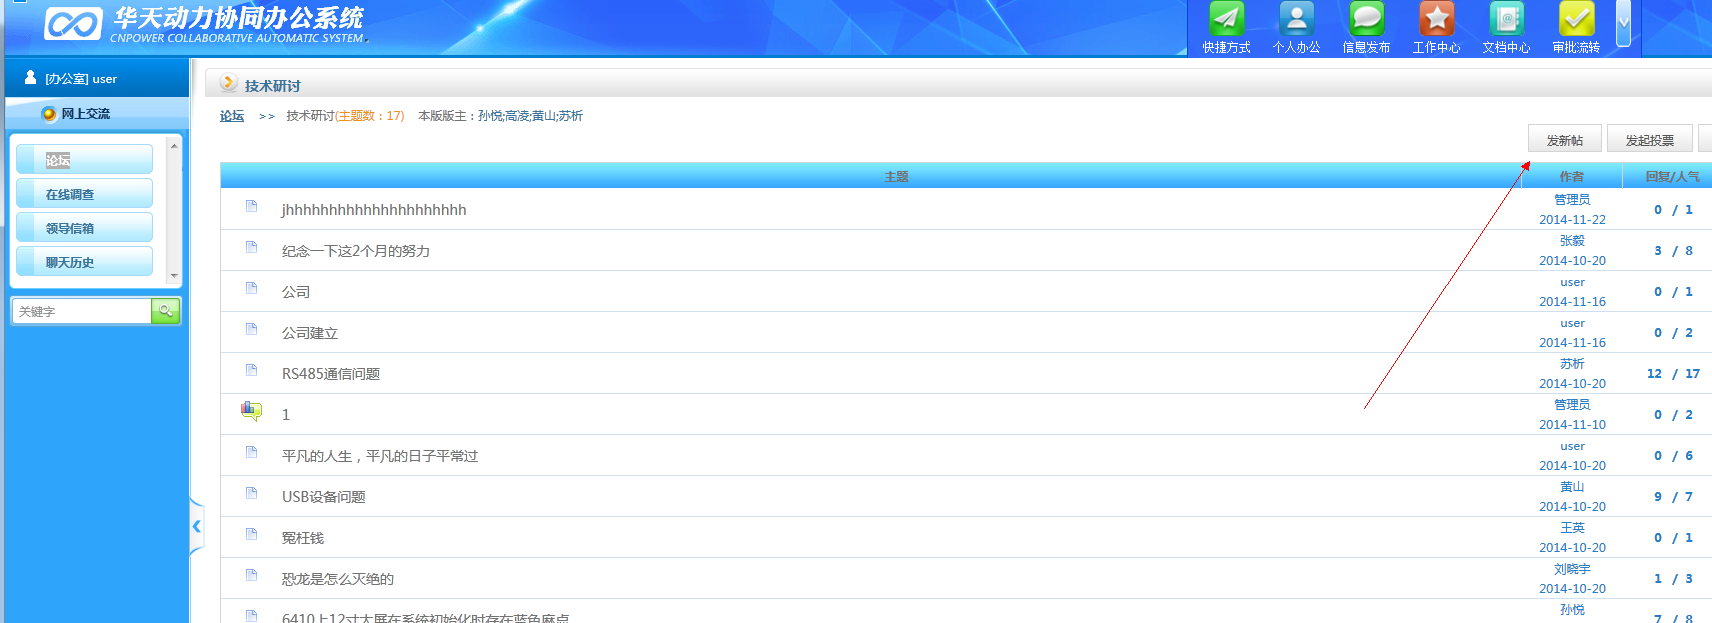 华天动力协同办公系统
CNPOWER COLLABORATIVE AUTOMATIC SYSTEM
快捷方式 个人办公 信息发布 工作中心 文档中心 审批流转
[办公室] user
网上交流
论坛
在线调查
领导信箱
聊天历史
关键字
技术研讨
论坛 >> 技术研讨(主题数：17) 本版版主：孙悦;高凌;黄山;苏析
发新帖 发起投票
主题 作者 回复/人气
jhhhhhhhhhhhhhhhhhhhhh 管理员 2014-11-22 0 / 1
纪念一下这2个月的努力 张毅 2014-10-20 3 / 8
公司 user 2014-11-16 0 / 1
公司建立 user 2014-11-16 0 / 2
RS485通信问题 苏析 2014-10-20 12 / 17
1 管理员 2014-11-10 0 / 2
平凡的人生，平凡的日子平常过 user 2014-10-20 0 / 6
USB设备问题 黄山 2014-10-20 9 / 7
冤枉钱 王英 2014-10-20 0 / 1
恐龙是怎么灭绝的 刘晓宇 2014-10-20 1 / 3
6410上12寸大屏在系统初始化时存在蓝色麻点 孙悦 7 / 8